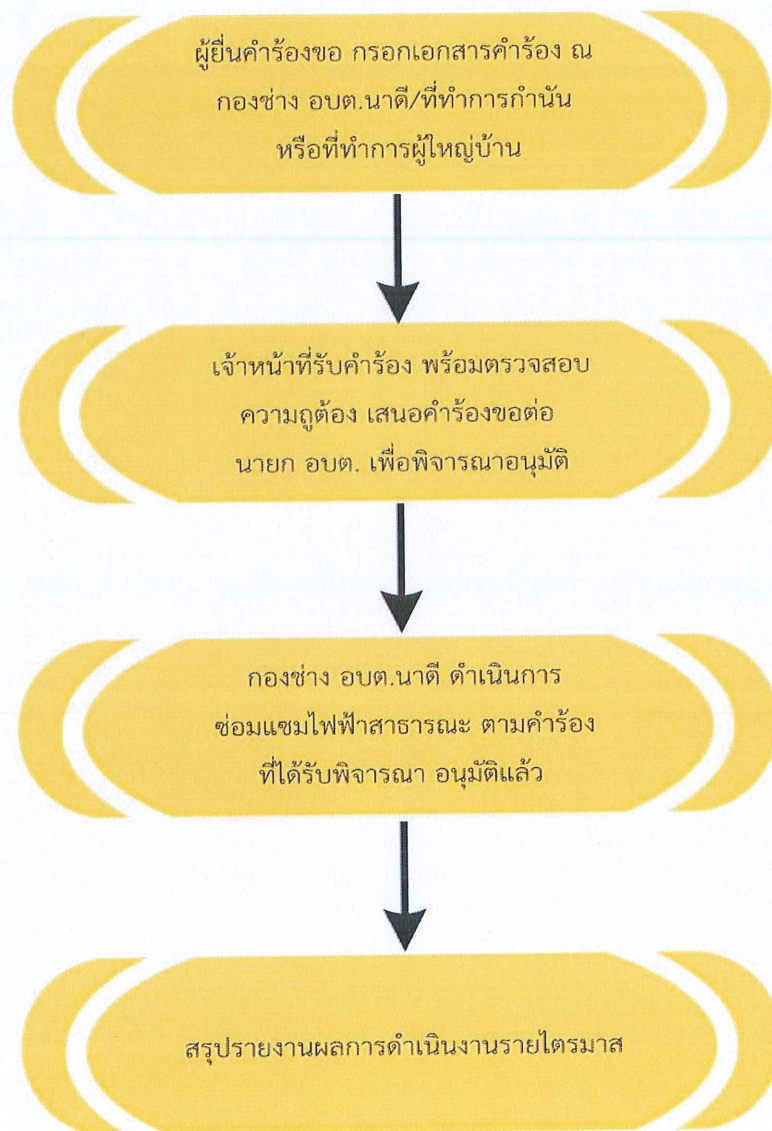 ผู้ยื่นคำร้องขอ กรอกเอกสารคำร้อง ณ
กองช่าง อบต.นาดี/ที่ทำการกำนัน
หรือที่ทำการผู้ใหญ่บ้าน
เจ้าหน้าที่รับคำร้อง พร้อมตรวจสอบ
ความถูต้อง เสนอคำร้องขอต่อ
นายก อบต. เพื่อพิจารณาอนุมัติ
กองช่าง อบต.นาดี ดำเนินการ
ซ่อมแซมไฟฟ้าสาธารณะ ตามคำร้อง
ที่ได้รับพิจารณา อนุมัติแล้ว
สรุปรายงานผลการดำเนินงานรายไตรมาส